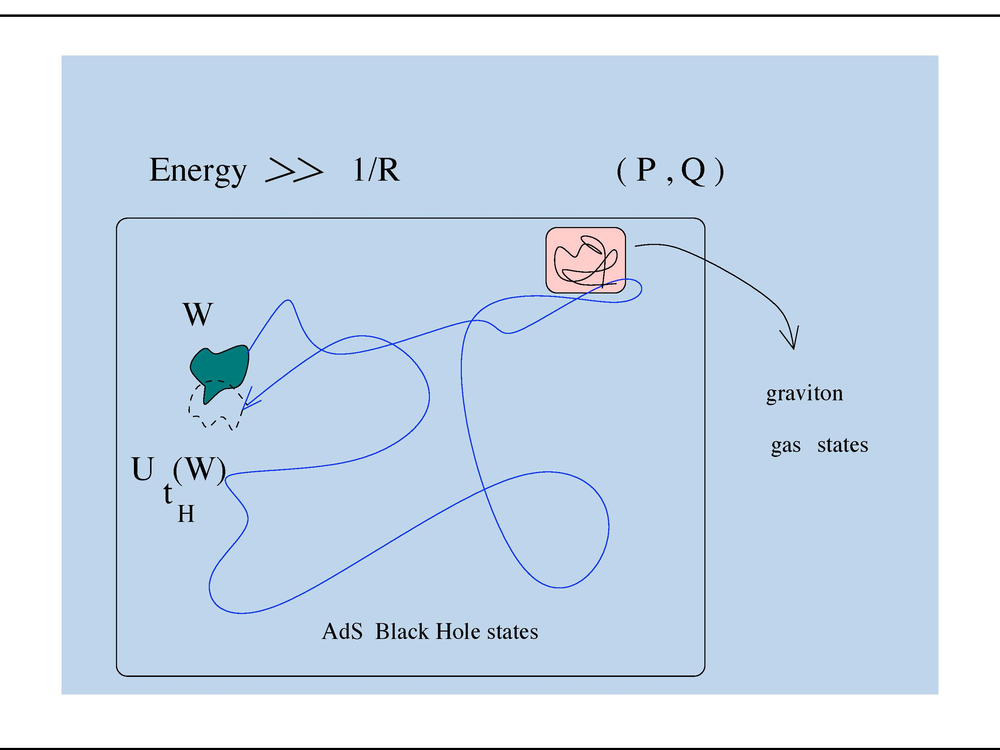 Energy >> 1/R ( P , Q )
W
graviton
gas states
U (W)
t
H
AdS Black Hole states